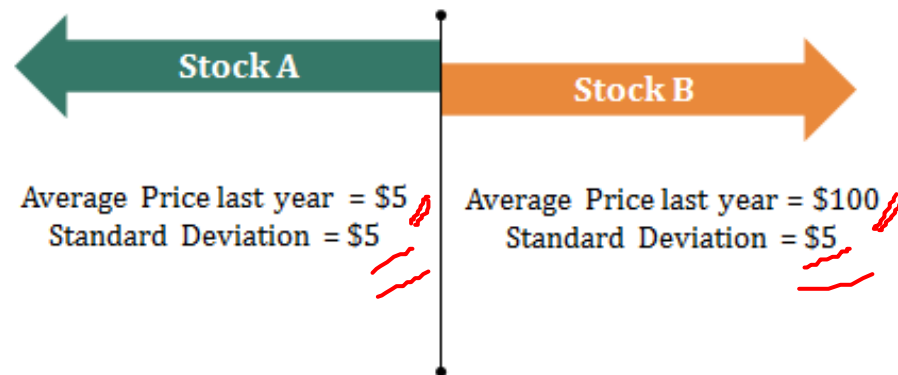 Stock A
Stock B
Average Price last year = $5
Standard Deviation = $5
Average Price last year = $100
Standard Deviation = $5